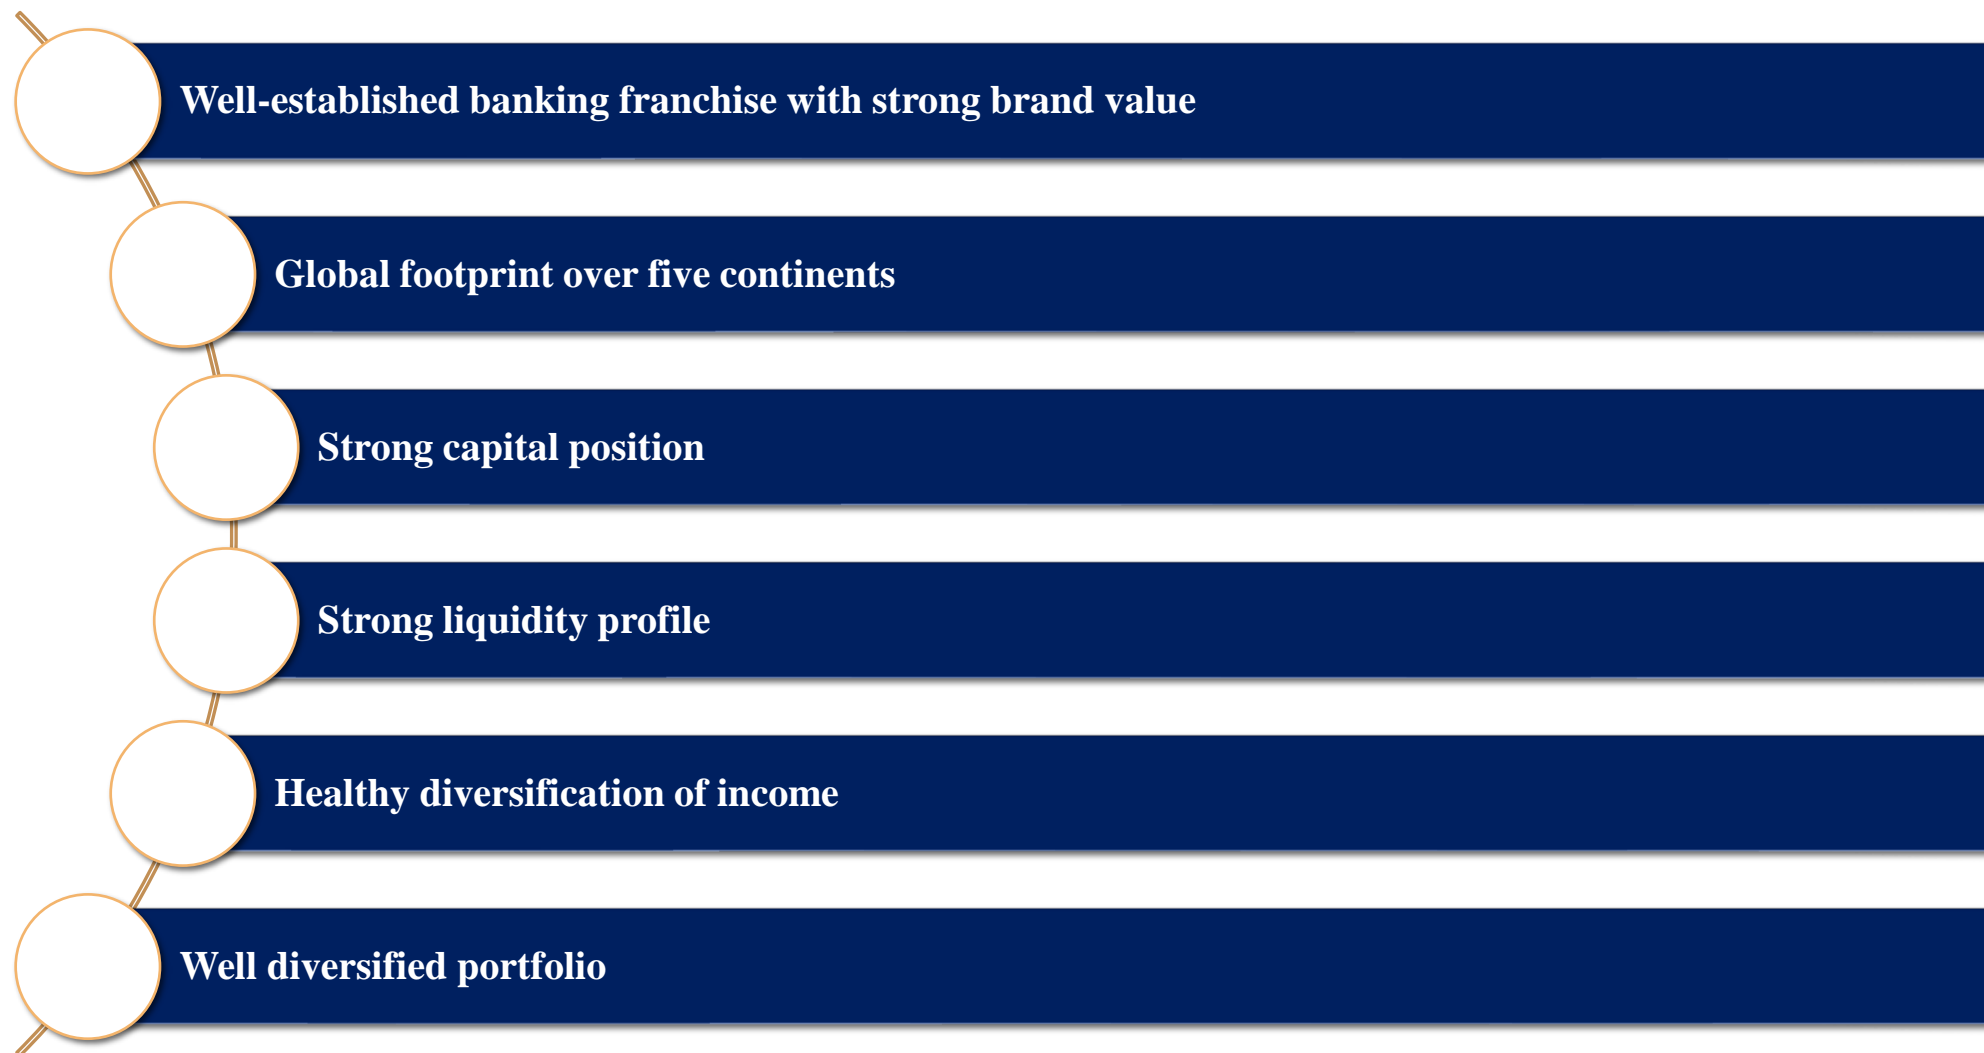 Well-established banking franchise with strong brand value
Global footprint over five continents
Strong capital position
Strong liquidity profile
Healthy diversification of income
Well diversified portfolio